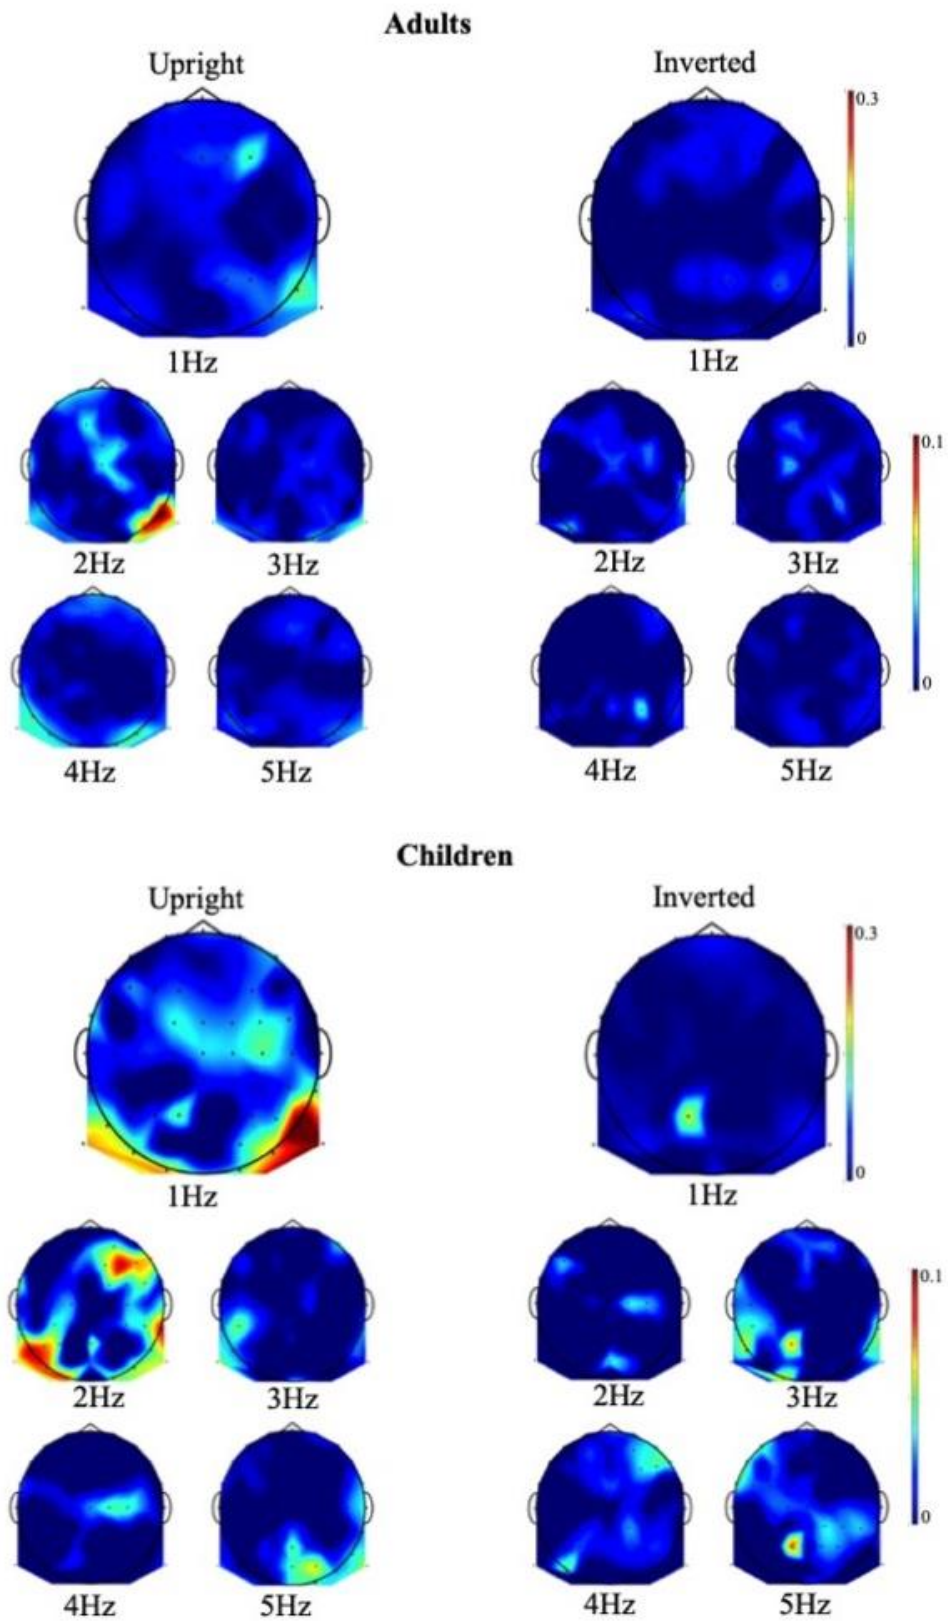 Adults
Upright Inverted
0.3
0
1Hz 1Hz
0.1
2Hz 3Hz 2Hz 3Hz
0
4Hz 5Hz 4Hz 5Hz
Children
Upright Inverted
0.3
0
1Hz 1Hz
0.1
2Hz 3Hz 2Hz 3Hz
0
4Hz 5Hz 4Hz 5Hz